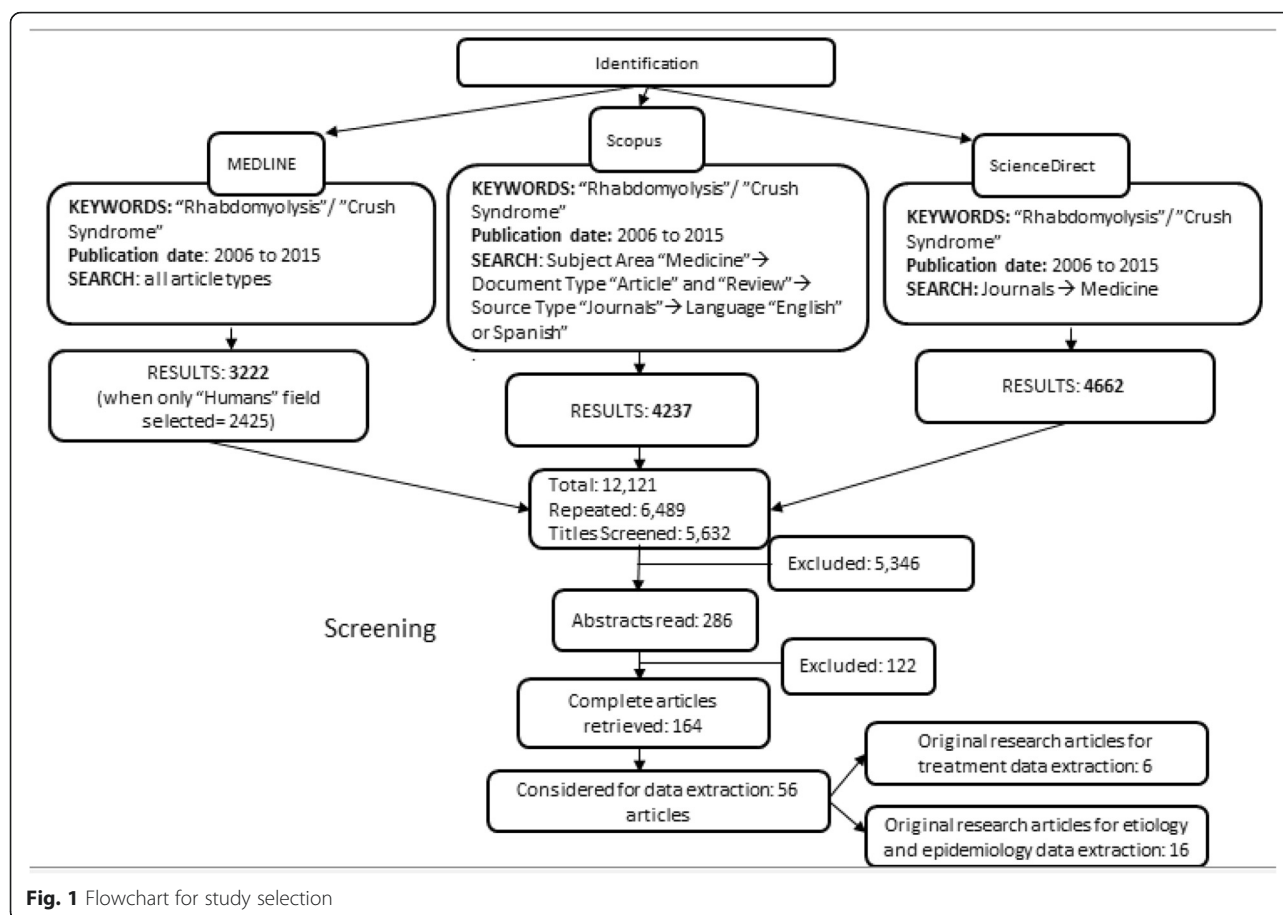 Identification
MEDLINE
KEYWORDS: "Rhabdomyolysis"/ "Crush
Syndrome"
Publication date: 2006 to 2015
SEARCH: all article types
RESULTS: 3222
(when only "Humans" field
selected= 2425)
Scopus
KEYWORDS: "Rhabdomyolysis"/ "Crush
Syndrome"
Publication date: 2006 to 2015
SEARCH: Subject Area "Medicine"→
Document Type "Article" and "Review"→
Source Type "Journals"→ Language "English"
or Spanish"
.
RESULTS: 4237
ScienceDirect
KEYWORDS: "Rhabdomyolysis"/ "Crush
Syndrome"
Publication date: 2006 to 2015
SEARCH: Journals → Medicine
RESULTS: 4662
Total: 12,121
Repeated: 6,489
Titles Screened: 5,632
Excluded: 5,346
Screening
Abstracts read: 286
Excluded: 122
Complete articles
retrieved: 164
Considered for data extraction: 56
articles
Original research articles for
treatment data extraction: 6
Original research articles for etiology
and epidemiology data extraction: 16
Fig. 1 Flowchart for study selection